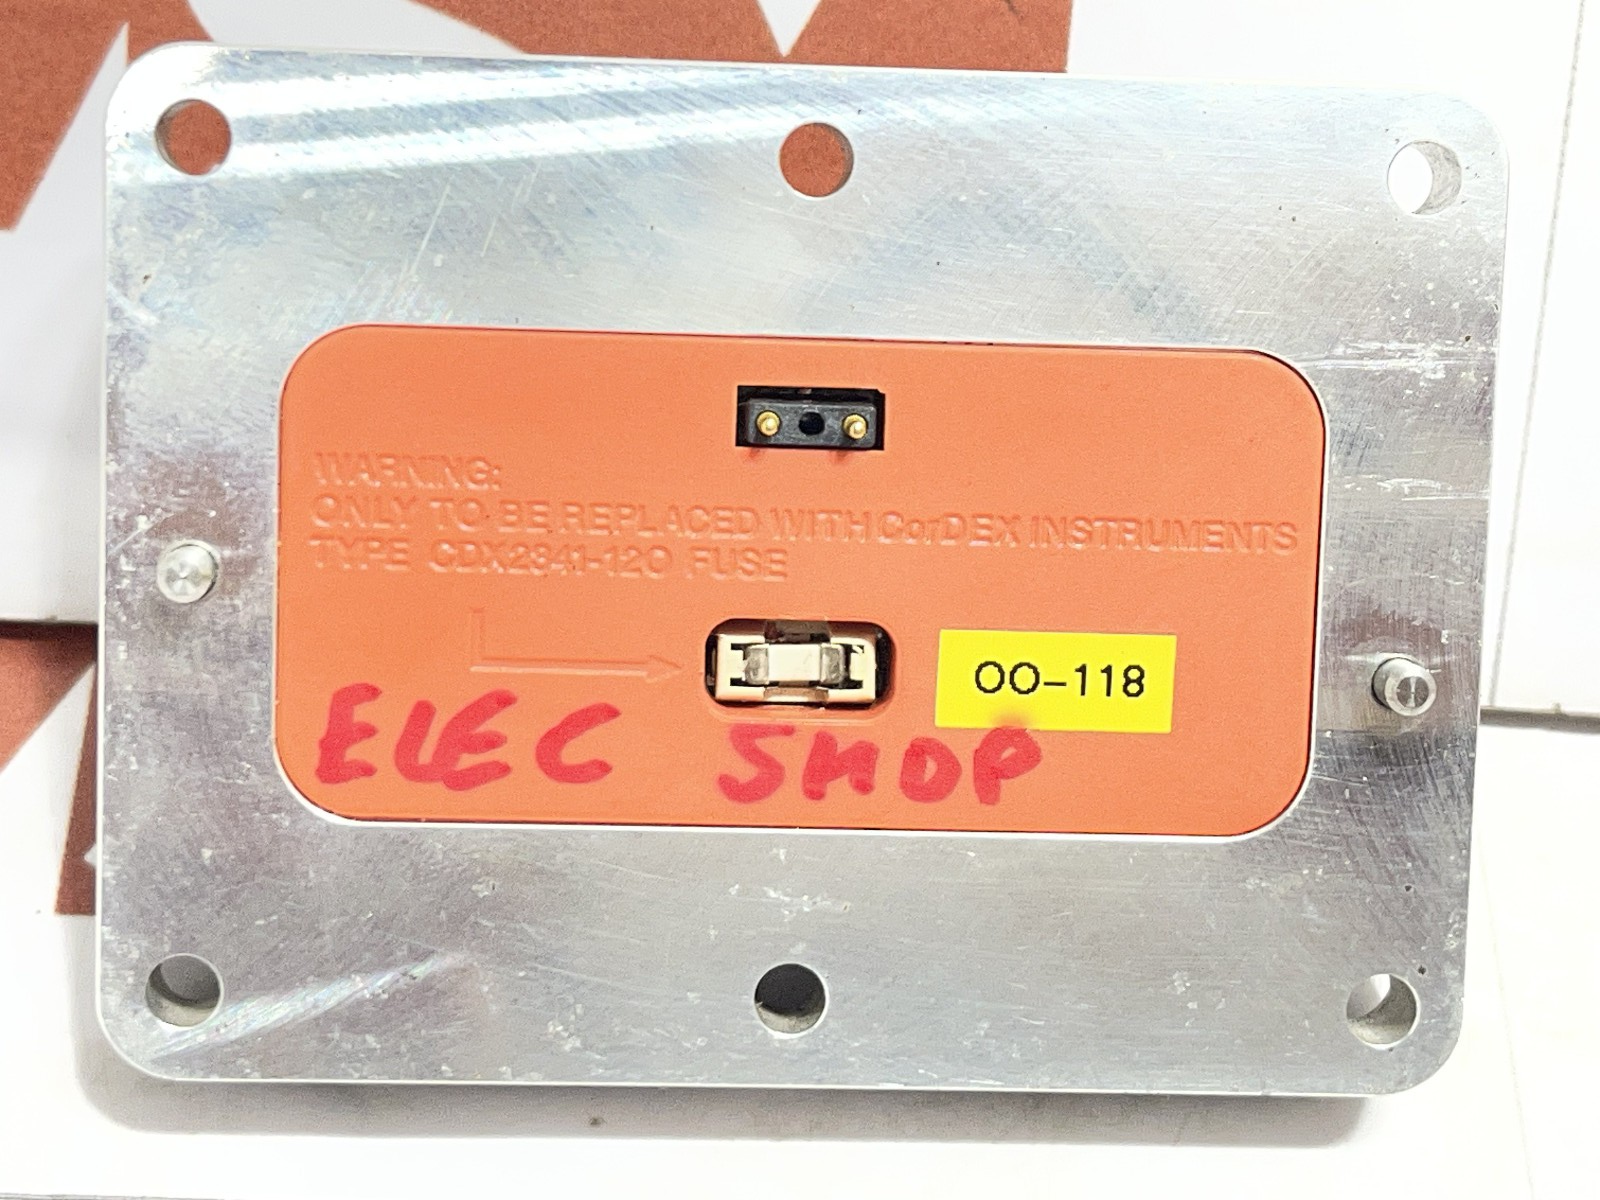 WARNING:
ONLY TO BE REPLACED WITH CorDEX INSTRUMENTS
TYPE CDX2841-120 FUSE
OO-118
ELEC SHOP